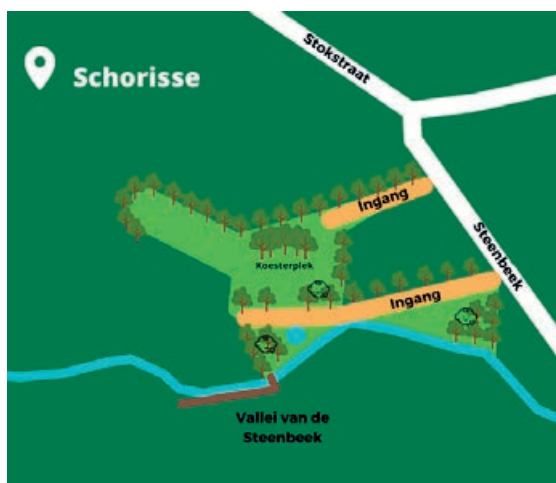 Schorisse
Stokstraat
Ingang
Steenbeek
Koesterplek
Ingang
Vallei van de
Steenbeek